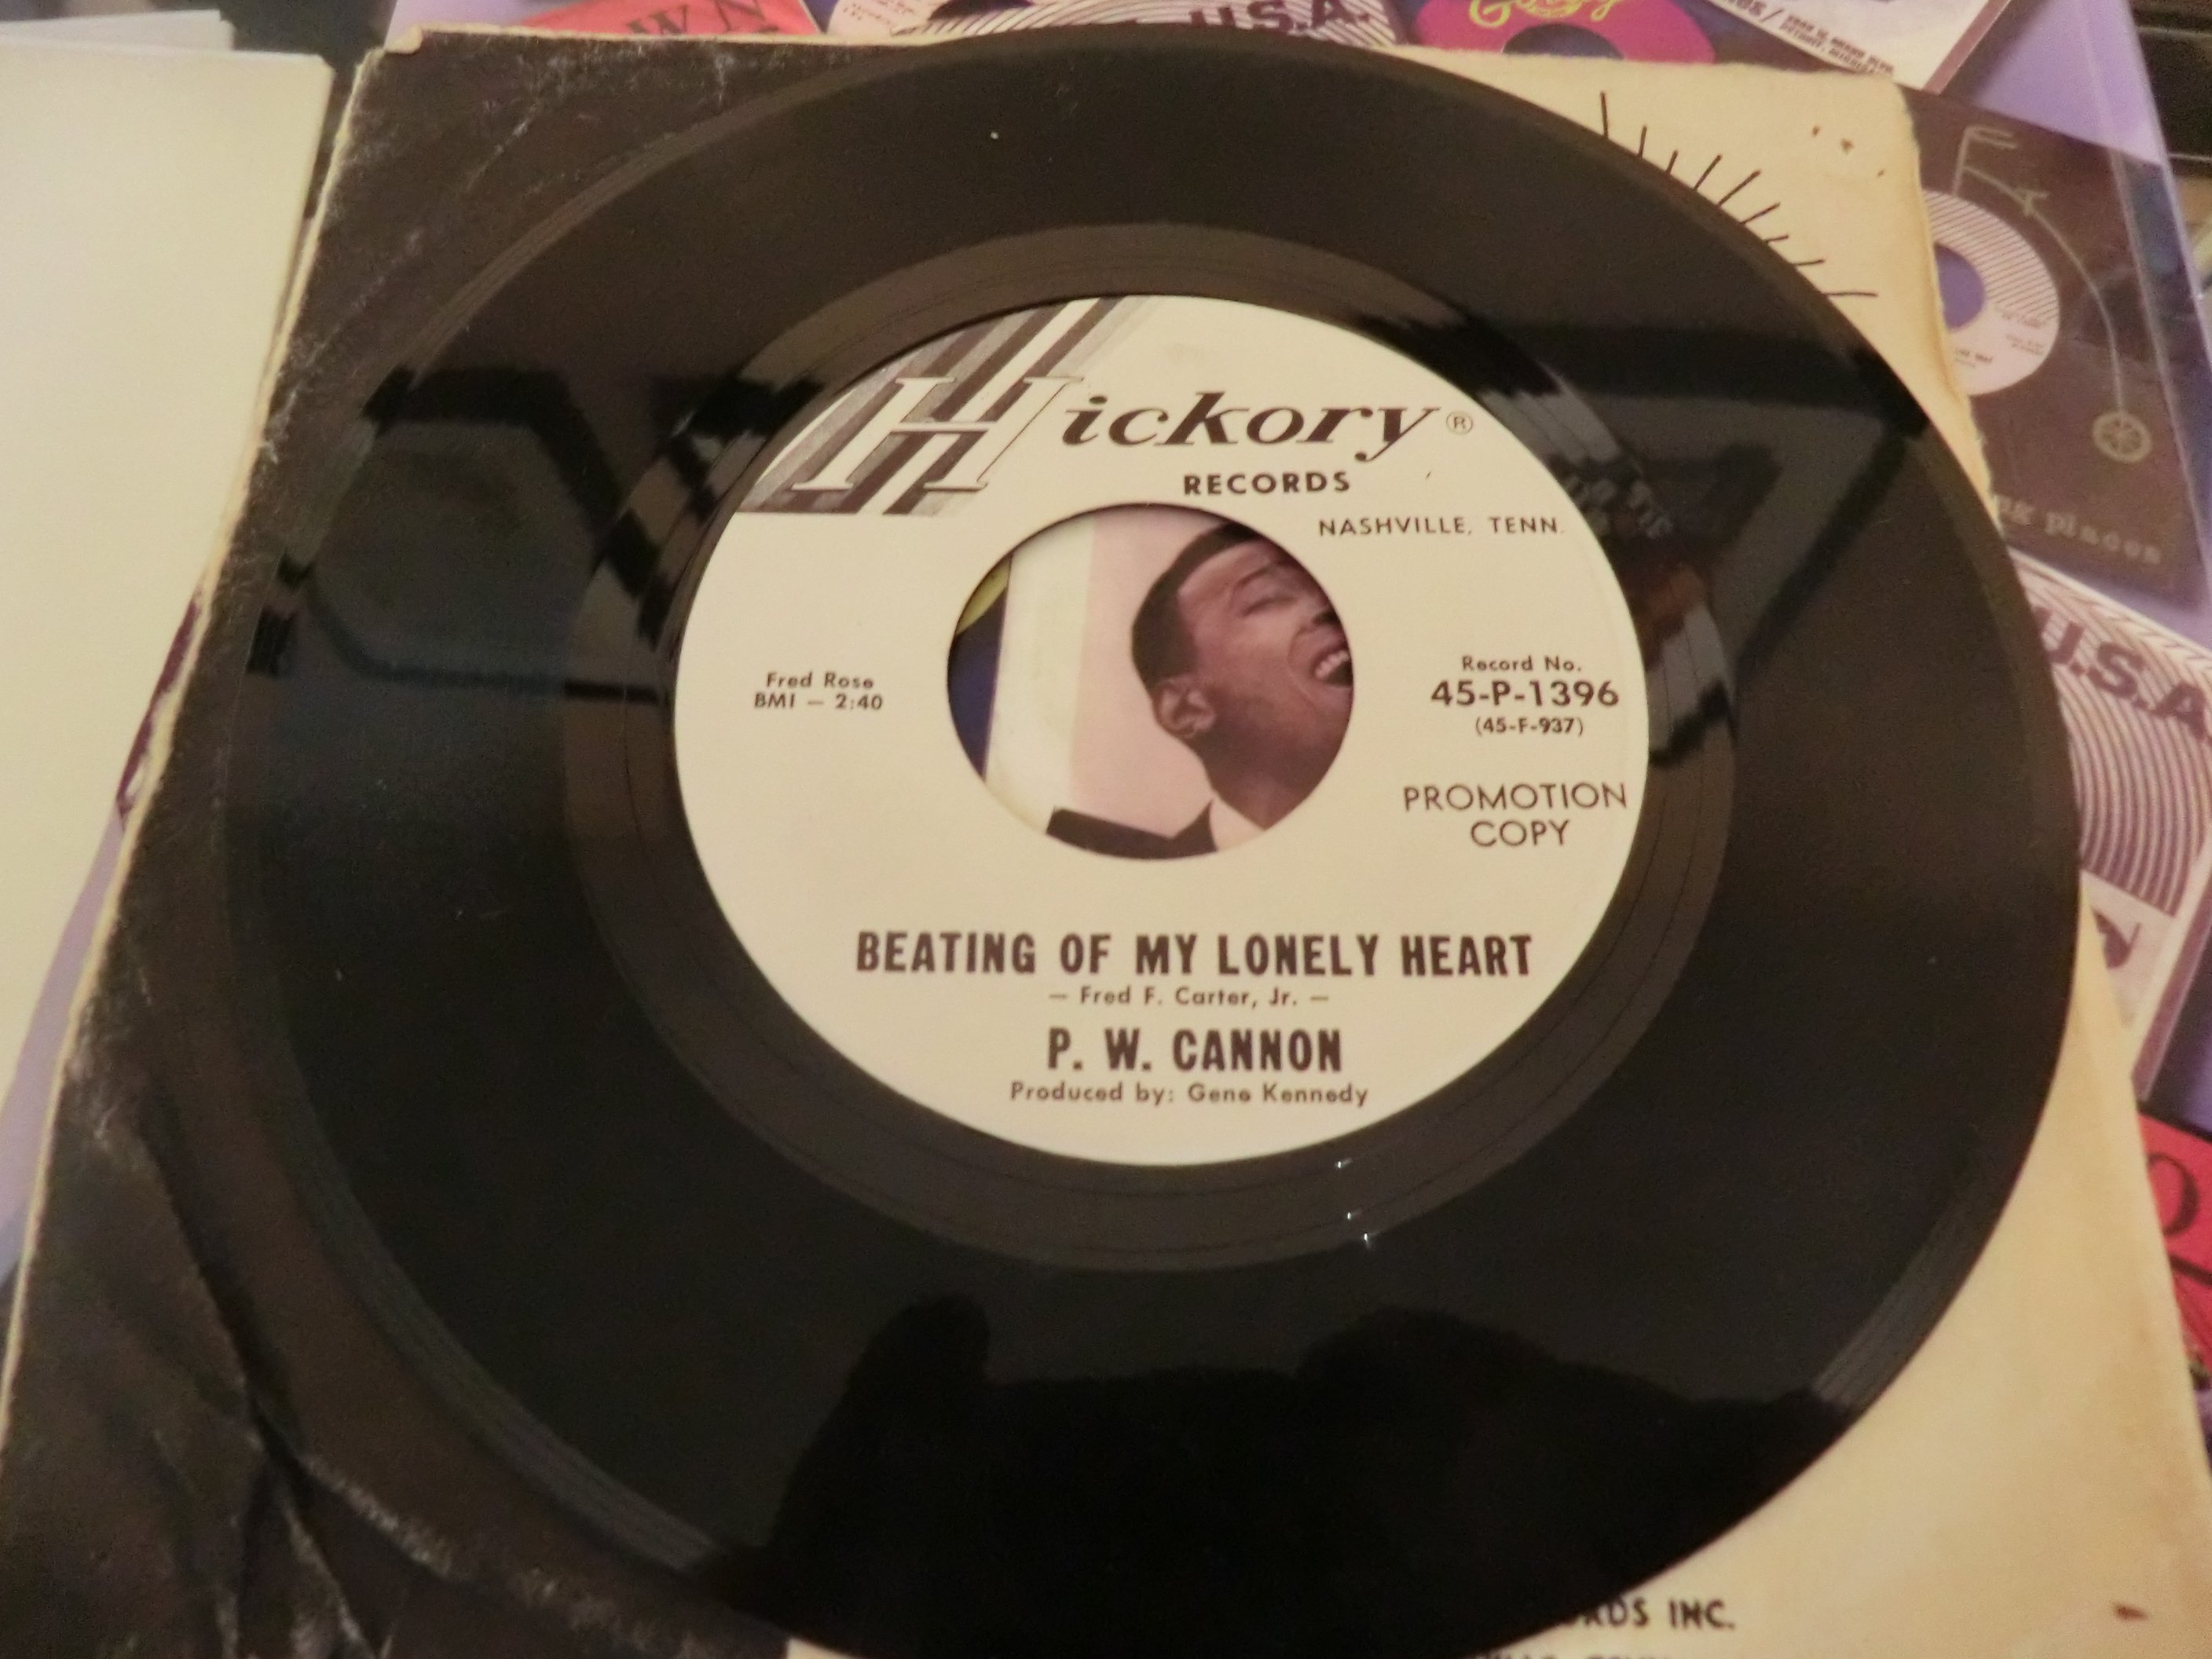 U.S.A.
Hickory®
RECORDS
NASHVILLE, TENN.
Fred Rose
BMI — 2:40
Record No.
45-P-1396
(45-F-937)
PROMOTION
COPY
BEATING OF MY LONELY HEART
— Fred F. Carter, Jr. —
P. W. CANNON
Produced by: Gene Kennedy
places
U.S.A.
INC.